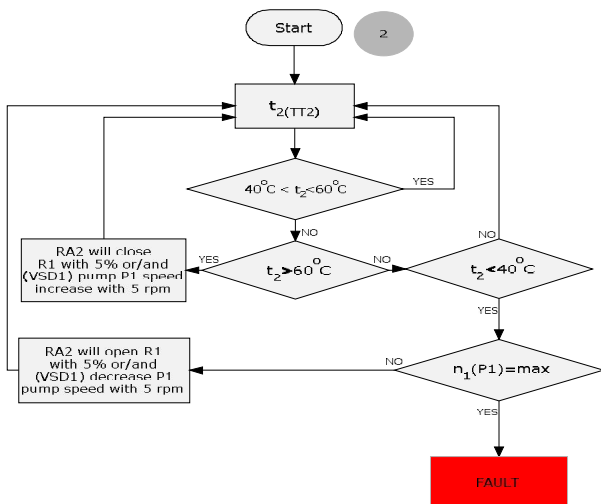 Start
2
t2(TT2)
40°C < t2<60°C
YES
NO
RA2 will close
R1 with 5% or/and
(VSD1) pump P1 speed
increase with 5 rpm
YES
t2>60°C
NO
NO
t2<40°C
YES
RA2 will open R1
with 5% or/and
(VSD1) decrease P1
pump speed with 5 rpm
NO
n1(P1)=max
YES
FAULT